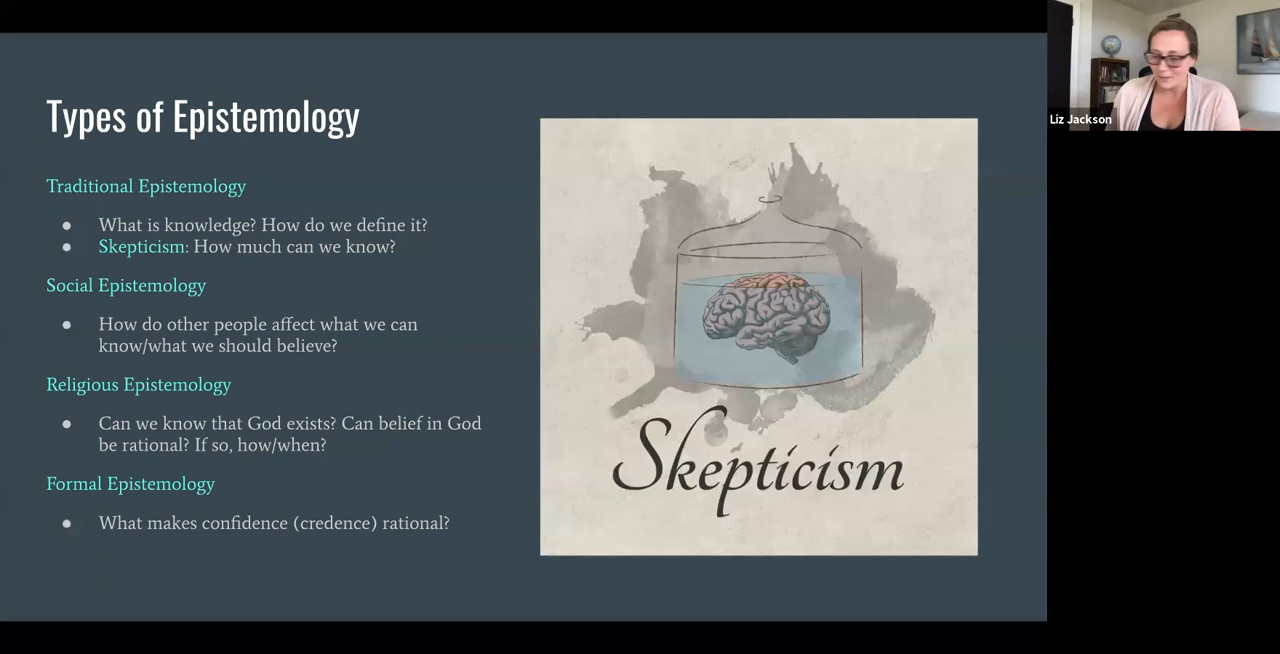 Types of Epistemology
Traditional Epistemology
● What is knowledge? How do we define it?
● Skepticism: How much can we know?
Social Epistemology
● How do other people affect what we can
know/what we should believe?
Religious Epistemology
● Can we know that God exists? Can belief in God
be rational? If so, how/when?
Formal Epistemology
● What makes confidence (credence) rational?
Skepticism
Liz Jackson